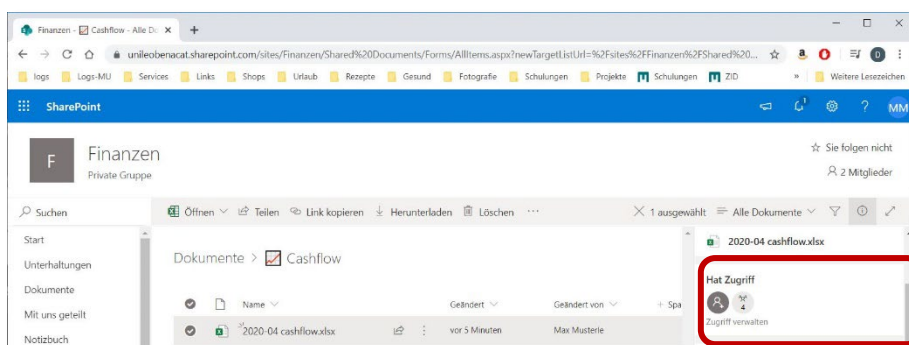 Finanzen - Cashflow - Alle Do
unileobenacat.sharepoint.com/sites/Finanzen/Shared%20Documents/Forms/AllItems.aspx?newTargetListUrl=%2Fsites%2FFinanzen%2FShared%20...
D
logs Logs-MU Services Links Shops Urlaub Rezepte Gesund Fotografie Schulungen Projekte Schulungen ZID » Weitere Lesezeichen
SharePoint
1 ? MM
F
Finanzen
Private Gruppe
Sie folgen nicht
2 Mitglieder
Suchen
Öffnen Teilen Link kopieren Herunterladen Löschen ... 1 ausgewählt Alle Dokumente
Start
Unterhaltungen
Dokumente
Mit uns geteilt
Notizbuch
Dokumente > Cashflow
Name Geändert Geändert von + Spa
2020-04 cashflow.xlsx vor 5 Minuten Max Musterle
2020-04 cashflow.xlsx
Hat Zugriff
4
Zugriff verwalten